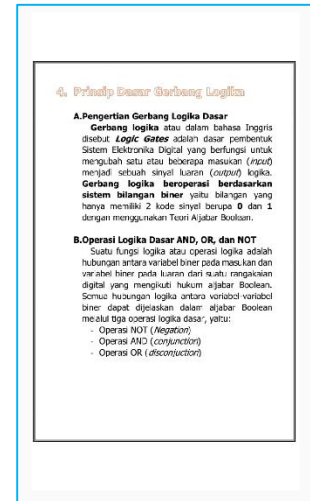 4. Prinsip Dasar Gerbang Logika
A.Pengertian Gerbang Logika Dasar
Gerbang logika atau dalam bahasa Inggris
disebut Logic Gates adalah dasar pembentuk
Sistem Elektronika Digital yang berfungsi untuk
mengubah satu atau beberapa masukan (input)
menjadi sebuah sinyal luaran (output) logika.
Gerbang logika beroperasi berdasarkan
sistem bilangan biner yaitu bilangan yang
hanya memiliki 2 kode sinyal berupa 0 dan 1
dengan menggunakan Teori Aljabar Boolean.
B.Operasi Logika Dasar AND, OR, dan NOT
Suatu fungsi logika atau operasi logika adalah
hubungan antara variabel biner pada masukan dan
variabel biner pada luaran dari suatu rangakaian
digital yang mengikuti hukum aljabar Boolean.
Semua hubungan logika antara variabel-variabel
biner dapat dijelaskan dalam aljabar Boolean
melalui tiga operasi logika dasar, yaitu:
- Operasi NOT (Negation)
- Operasi AND (conjunction)
- Operasi OR (disconjuction)